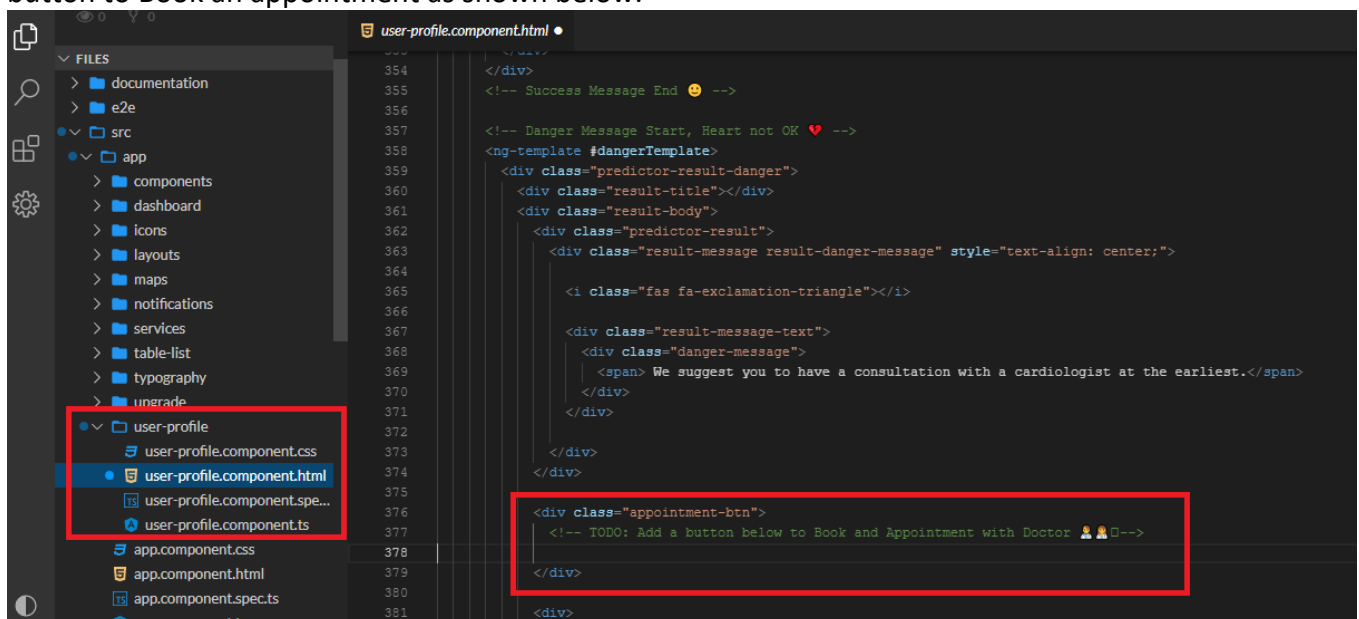 button to Book an appointment as shown below:
0 0
user-profile.component.html
FILES
documentation
e2e
src
app
components
dashboard
icons
layouts
maps
notifications
services
table-list
typography
upgrade
user-profile
user-profile.component.css
user-profile.component.html
user-profile.component.spe...
user-profile.component.ts
app.component.css
app.component.html
app.component.spec.ts
353 </div>
354 </div>
355 <!-- Success Message End 🙂 -->
356
357 <!-- Danger Message Start, Heart not OK 💔 -->
358 <ng-template #dangerTemplate>
359 <div class="predictor-result-danger">
360 <div class="result-title"></div>
361 <div class="result-body">
362 <div class="predictor-result">
363 <div class="result-message result-danger-message" style="text-align: center;">
364
365 <i class="fas fa-exclamation-triangle"></i>
366
367 <div class="result-message-text">
368 <div class="danger-message">
369 <span> We suggest you to have a consultation with a cardiologist at the earliest.</span>
370 </div>
371 </div>
372
373 </div>
374 </div>
375
376 <div class="appointment-btn">
377 <!-- TODO: Add a button below to Book and Appointment with Doctor -->
378
379 </div>
380
381 <div>